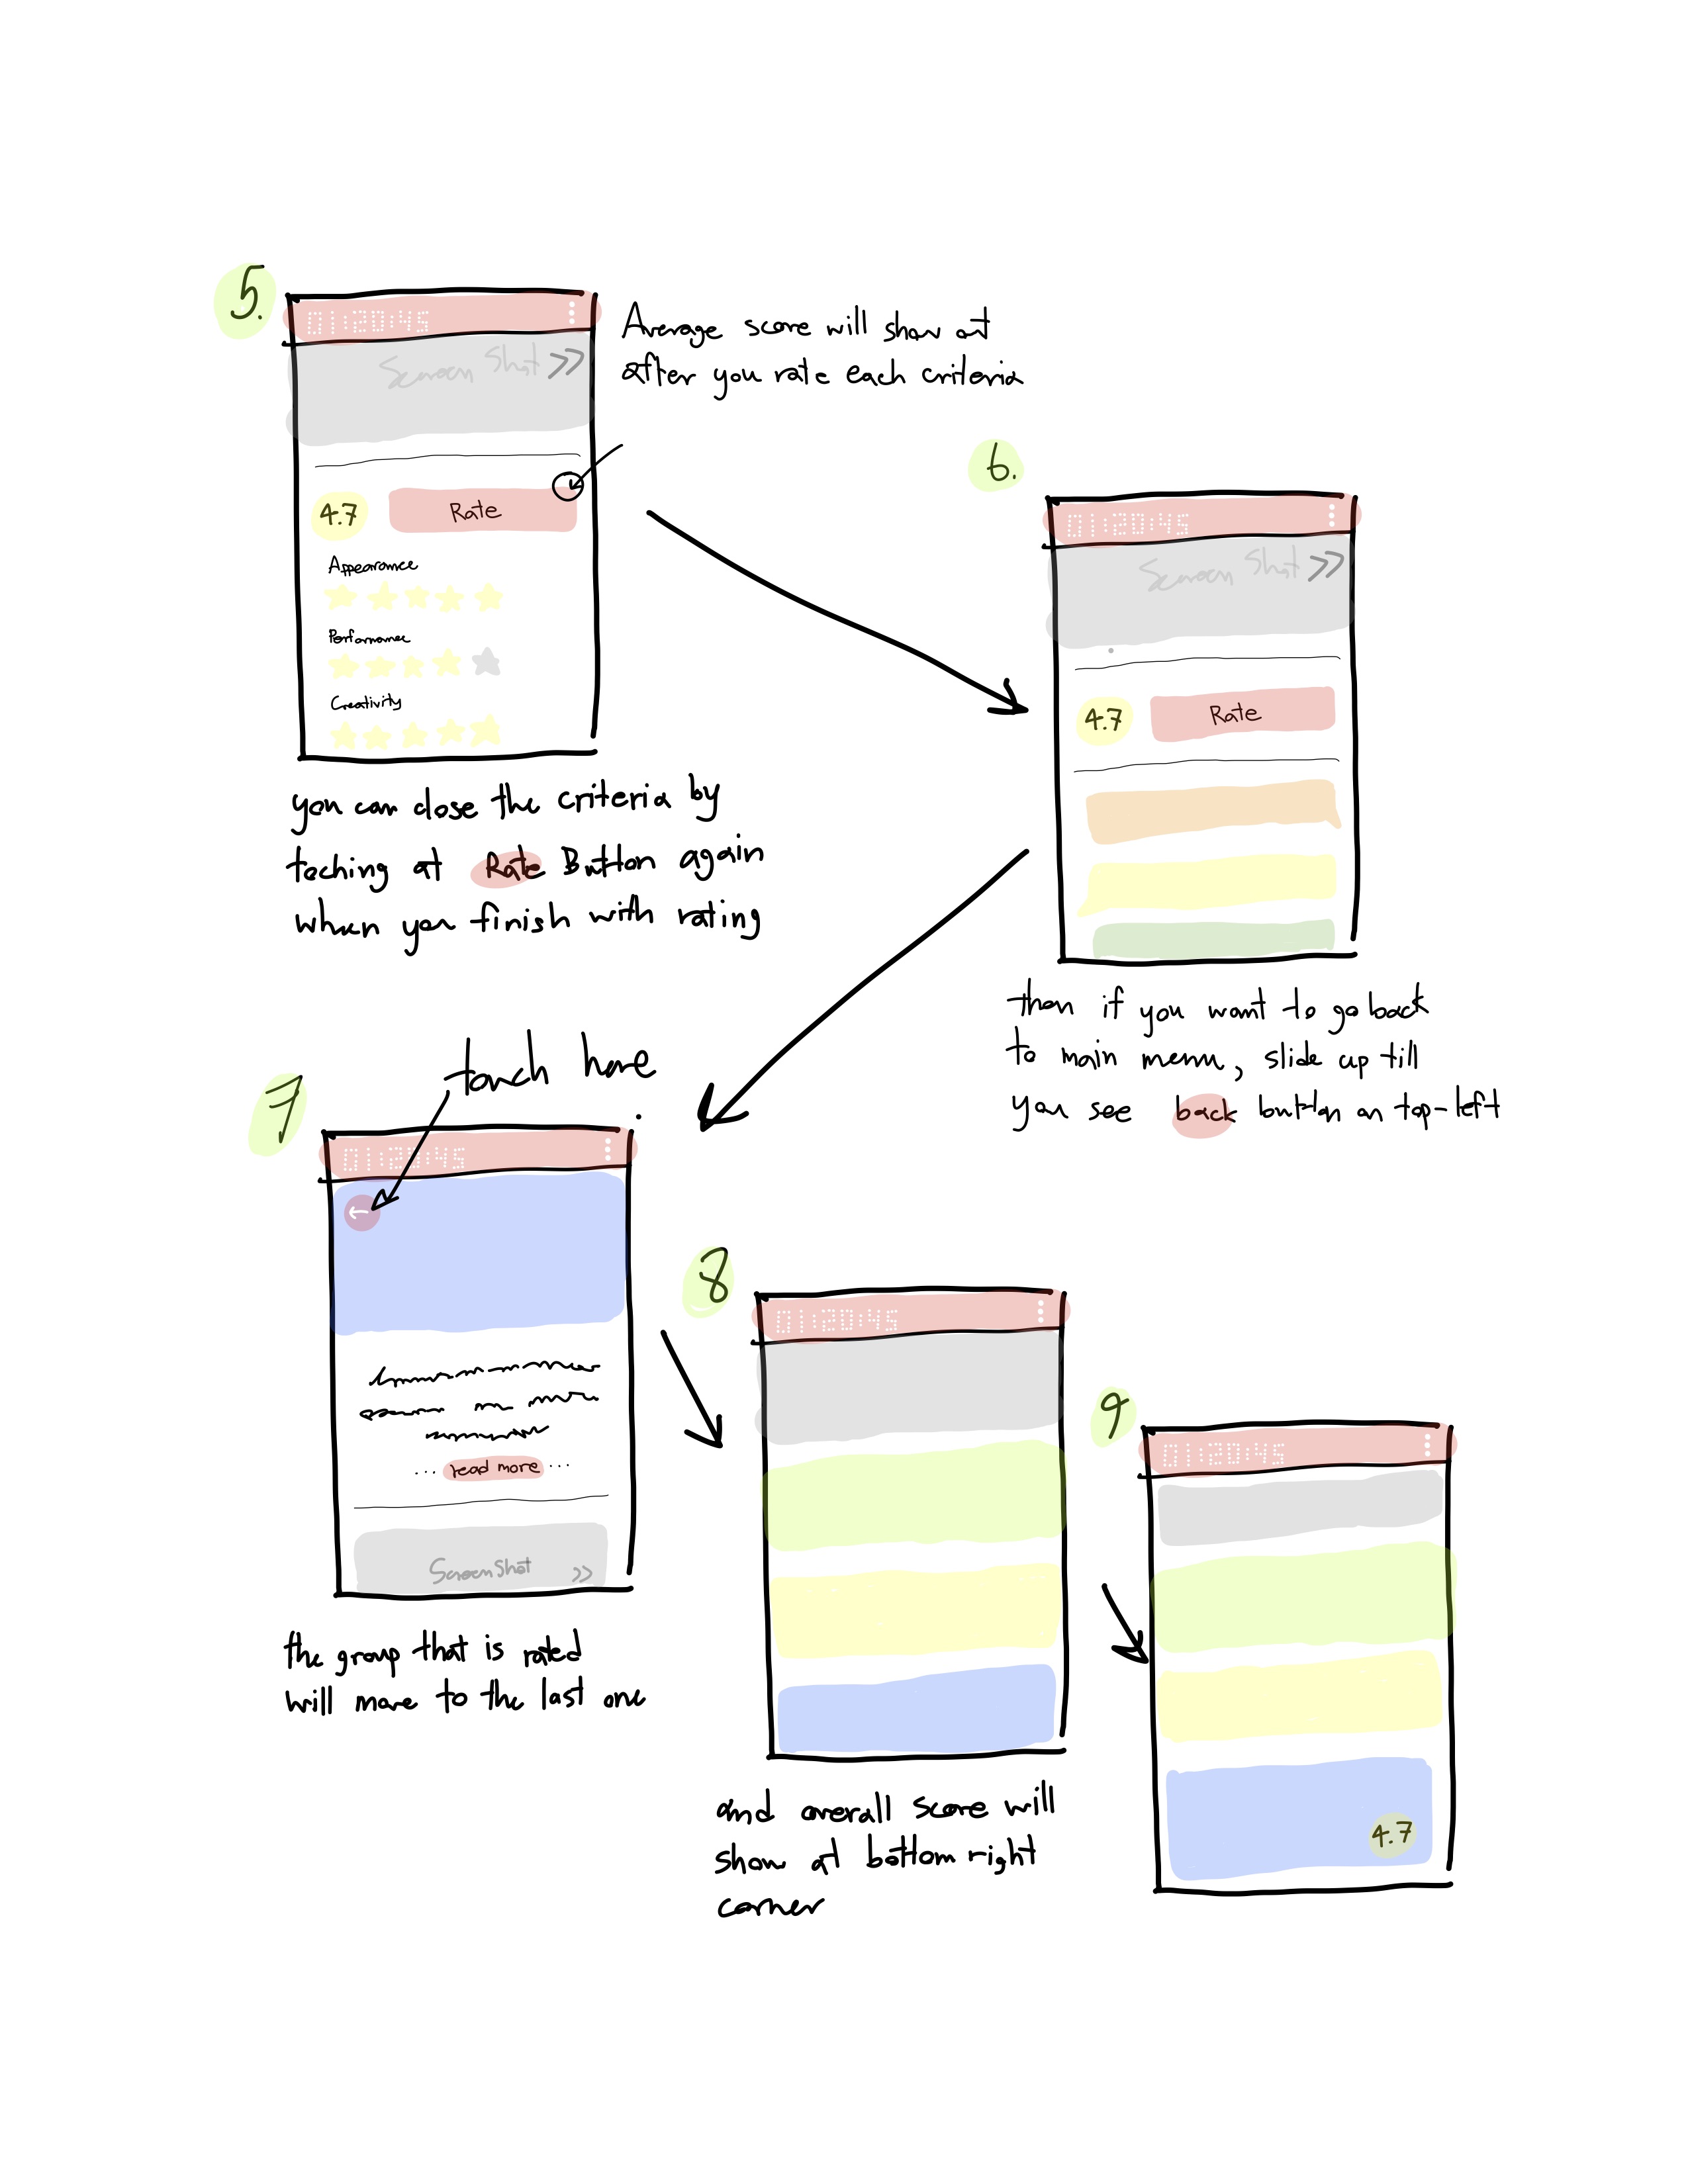 5.
01:20:45
Screen Shot >>
Average score will show at
after you rate each criteria
4.7
Rate
Appearance
Performance
Creativity
you can close the criteria by
toching at Rate Button again
when you finish with rating
6.
01:20:45
Screen Shot >>
4.7
Rate
then if you want to go back
to main menu, slide up till
you see back button on top-left
7
touch here.
01:20:45
←
... read more ...
ScreenShot >>
the group that is rated
will move to the last one
8
01:20:45
and overall score will
show at bottom right
corner
9
01:20:45
4.7